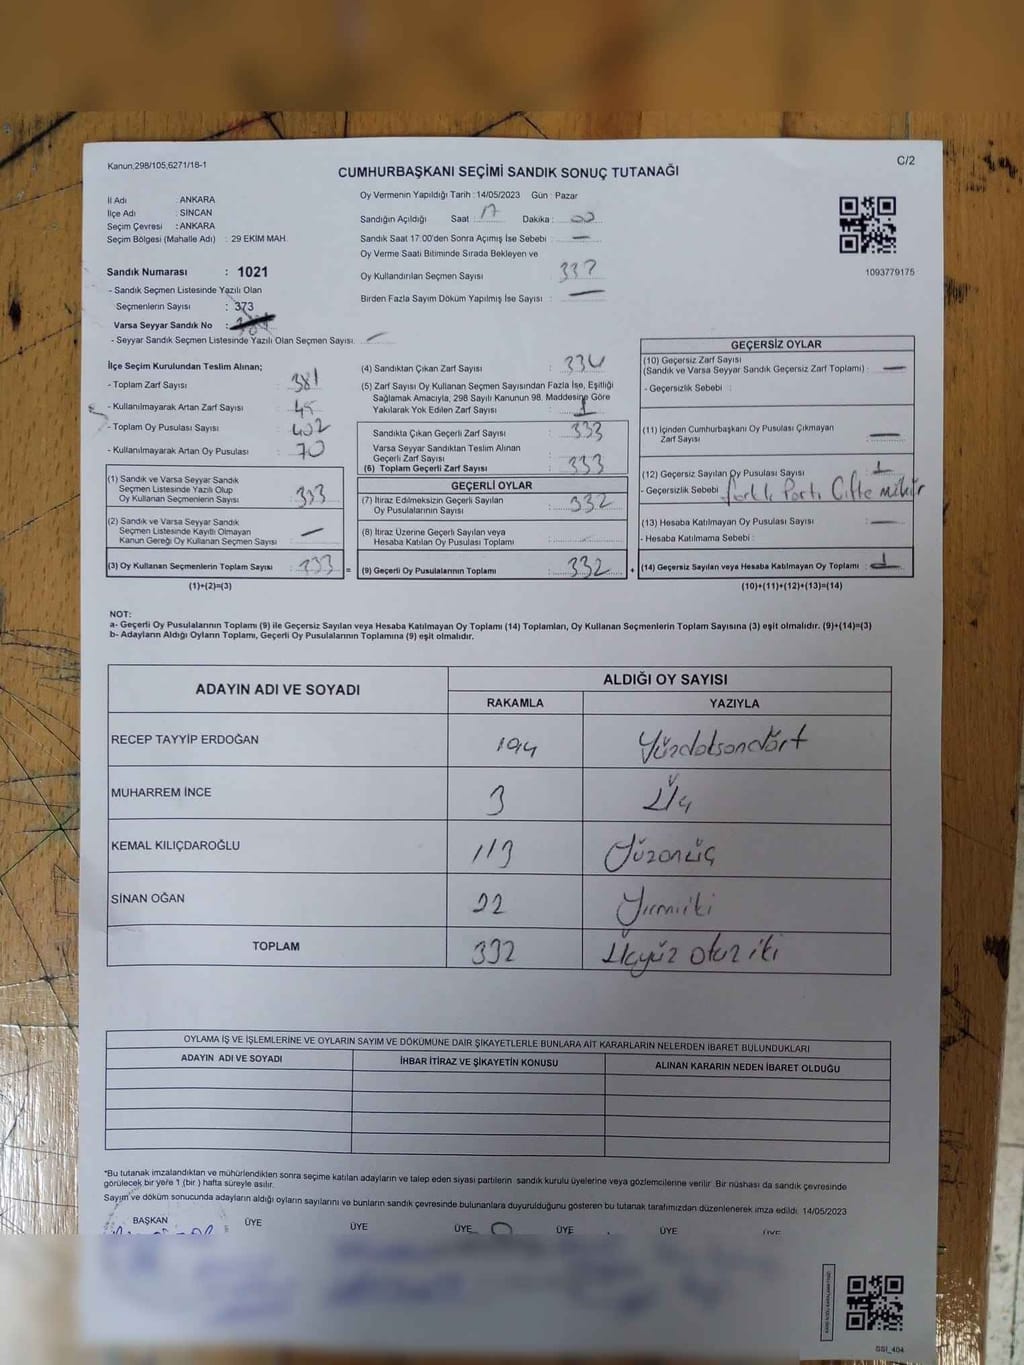 Kanun:298/105,6271/18-1
C/2
CUMHURBAŞKANI SEÇİMİ SANDIK SONUÇ TUTANAĞI
İl Adı : ANKARA
İlçe Adı : SİNCAN
Seçim Çevresi : ANKARA
Seçim Bölgesi (Mahalle Adı) : 29 EKİM MAH.
Oy Vermenin Yapıldığı Tarih : 14/05/2023 Gün : Pazar
Sandığın Açıldığı Saat : 17 Dakika : 00
Sandık Saat 17:00'den Sonra Açımış İse Sebebi : —
Oy Verme Saati Bitiminde Sırada Bekleyen ve
Oy Kullandırılan Seçmen Sayısı
Birden Fazla Sayım Döküm Yapılmış İse Sayısı : —
1093779175
Sandık Numarası : 1021
- Sandık Seçmen Listesinde Yazılı Olan
Seçmenlerin Sayısı : 373
Varsa Seyyar Sandık No :
- Seyyar Sandık Seçmen Listesinde Yazılı Olan Seçmen Sayısı: —
İlçe Seçim Kurulundan Teslim Alınan;
- Toplam Zarf Sayısı : 381
- Kullanılmayarak Artan Zarf Sayısı :
- Toplam Oy Pusulası Sayısı : 402
- Kullanılmayarak Artan Oy Pusulası : 70
(1) Sandık ve Varsa Seyyar Sandık
Seçmen Listesinde Yazılı Olup
Oy Kullanan Seçmenlerin Sayısı : 333
(2) Sandık ve Varsa Seyyar Sandık
Seçmen Listesinde Kayıtlı Olmayan
Kanun Gereği Oy Kullanan Seçmen Sayısı : —
(3) Oy Kullanan Seçmenlerin Toplam Sayısı : 333 =
(1)+(2)=(3)
(4) Sandıktan Çıkan Zarf Sayısı : 334
(5) Zarf Sayısı Oy Kullanan Seçmen Sayısından Fazla İse, Eşitliği
Sağlamak Amacıyla, 298 Sayılı Kanunun 98. Maddesine Göre
Yakılarak Yok Edilen Zarf Sayısı : 1
Sandıkta Çıkan Geçerli Zarf Sayısı : 333
Varsa Seyyar Sandıktan Teslim Alınan
Geçerli Zarf Sayısı
(6) Toplam Geçerli Zarf Sayısı : 333
GEÇERLİ OYLAR
(7) İtiraz Edilmeksizin Geçerli Sayılan
Oy Pusulalarının Sayısı : 332
(8) İtiraz Üzerine Geçerli Sayılan veya
Hesaba Katılan Oy Pusulası Toplamı :
(9) Geçerli Oy Pusulalarının Toplamı : 332 +
GEÇERSİZ OYLAR
(10) Geçersiz Zarf Sayısı
(Sandık ve Varsa Seyyar Sandık Geçersiz Zarf Toplamı) : —
- Geçersizlik Sebebi :
(11) İçinden Cumhurbaşkanı Oy Pusulası Çıkmayan
Zarf Sayısı : —
(12) Geçersiz Sayılan Oy Pusulası Sayısı : 1
- Geçersizlik Sebebi : farklı Parti Çifte mühür
(13) Hesaba Katılmayan Oy Pusulası Sayısı : —
- Hesaba Katılmama Sebebi :
(14) Geçersiz Sayılan veya Hesaba Katılmayan Oy Toplamı : 1
(10)+(11)+(12)+(13)=(14)
NOT:
a- Geçerli Oy Pusulalarının Toplamı (9) ile Geçersiz Sayılan veya Hesaba Katılmayan Oy Toplamı (14) Toplamları, Oy Kullanan Seçmenlerin Toplam Sayısına (3) eşit olmalıdır. (9)+(14)=(3)
b- Adayların Aldığı Oyların Toplamı, Geçerli Oy Pusulalarının Toplamına (9) eşit olmalıdır.
ADAYIN ADI VE SOYADI ALDIĞI OY SAYISI
RAKAMLA YAZIYLA
RECEP TAYYİP ERDOĞAN 194 Yüzdoksandört
MUHARREM İNCE 3 Üç
KEMAL KILIÇDAROĞLU 113 Yüzonüç
SİNAN OĞAN 22 Yirmiiki
TOPLAM 332 Üçyüz otuz iki
OYLAMA İŞ VE İŞLEMLERİNE VE OYLARIN SAYIM VE DÖKÜMÜNE DAİR ŞİKAYETLERLE BUNLARA AİT KARARLARIN NELERDEN İBARET BULUNDUKLARI
ADAYIN ADI VE SOYADI İHBAR İTİRAZ VE ŞİKAYETİN KONUSU ALINAN KARARIN NEDEN İBARET OLDUĞU
*Bu tutanak imzalandıktan ve mühürlendikten sonra seçime katılan adayların ve talep eden siyasi partilerin sandık kurulu üyelerine veya gözlemcilerine verilir. Bir nüshası da sandık çevresinde
görülecek bir yere 1 (bir ) hafta süreyle asılır.
Sayım ve döküm sonucunda adayların aldığı oyların sayılarını ve bunların sandık çevresinde bulunanlara duyurulduğunu gösteren bu tutanak tarafımızdan düzenlenerek imza edildi. 14/05/2023
BAŞKAN ÜYE ÜYE ÜYE ÜYE ÜYE ÜYE
SSİ_404